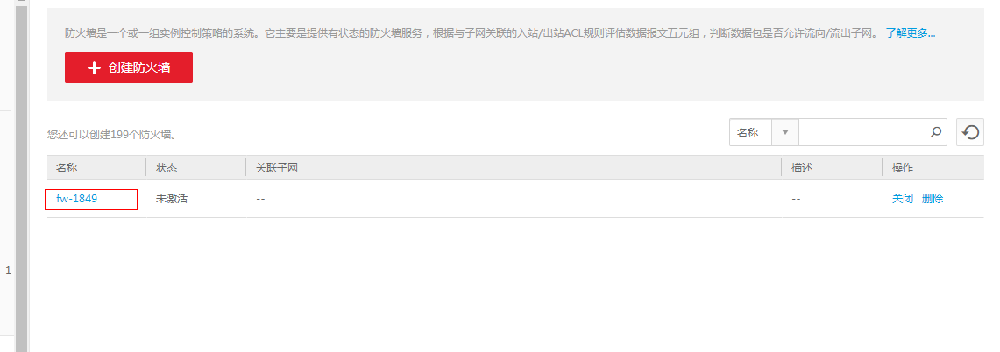 防火墙是一个或一组实例控制策略的系统。它主要是提供有状态的防火墙服务，根据与子网关联的入站/出站ACL规则评估数据报文五元组，判断数据包是否允许流向/流出子网。 了解更多...
+ 创建防火墙
您还可以创建199个防火墙。
名称
名称 状态 关联子网 描述 操作
fw-1849 未激活 -- -- 关闭 删除
1